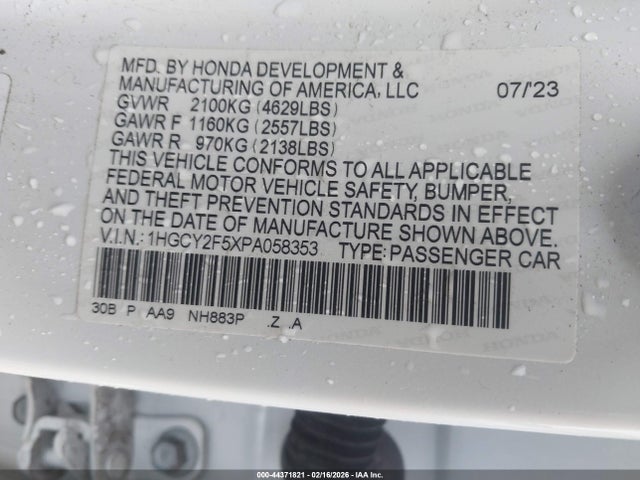 MFD. BY HONDA DEVELOPMENT &
MANUFACTURING OF AMERICA, LLC 07/'23
GVWR 2100KG (4629LBS)
GAWR F 1160KG (2557LBS)
GAWR R 970KG (2138LBS)
THIS VEHICLE CONFORMS TO ALL APPLICABLE
FEDERAL MOTOR VEHICLE SAFETY, BUMPER,
AND THEFT PREVENTION STANDARDS IN EFFECT
ON THE DATE OF MANUFACTURE SHOWN ABOVE.
V.I.N.: 1HGCY2F5XPA058353 TYPE: PASSENGER CAR
30B P AA9 NH883P .Z .A
000-44371821 - 02/16/2026 - IAA Inc.